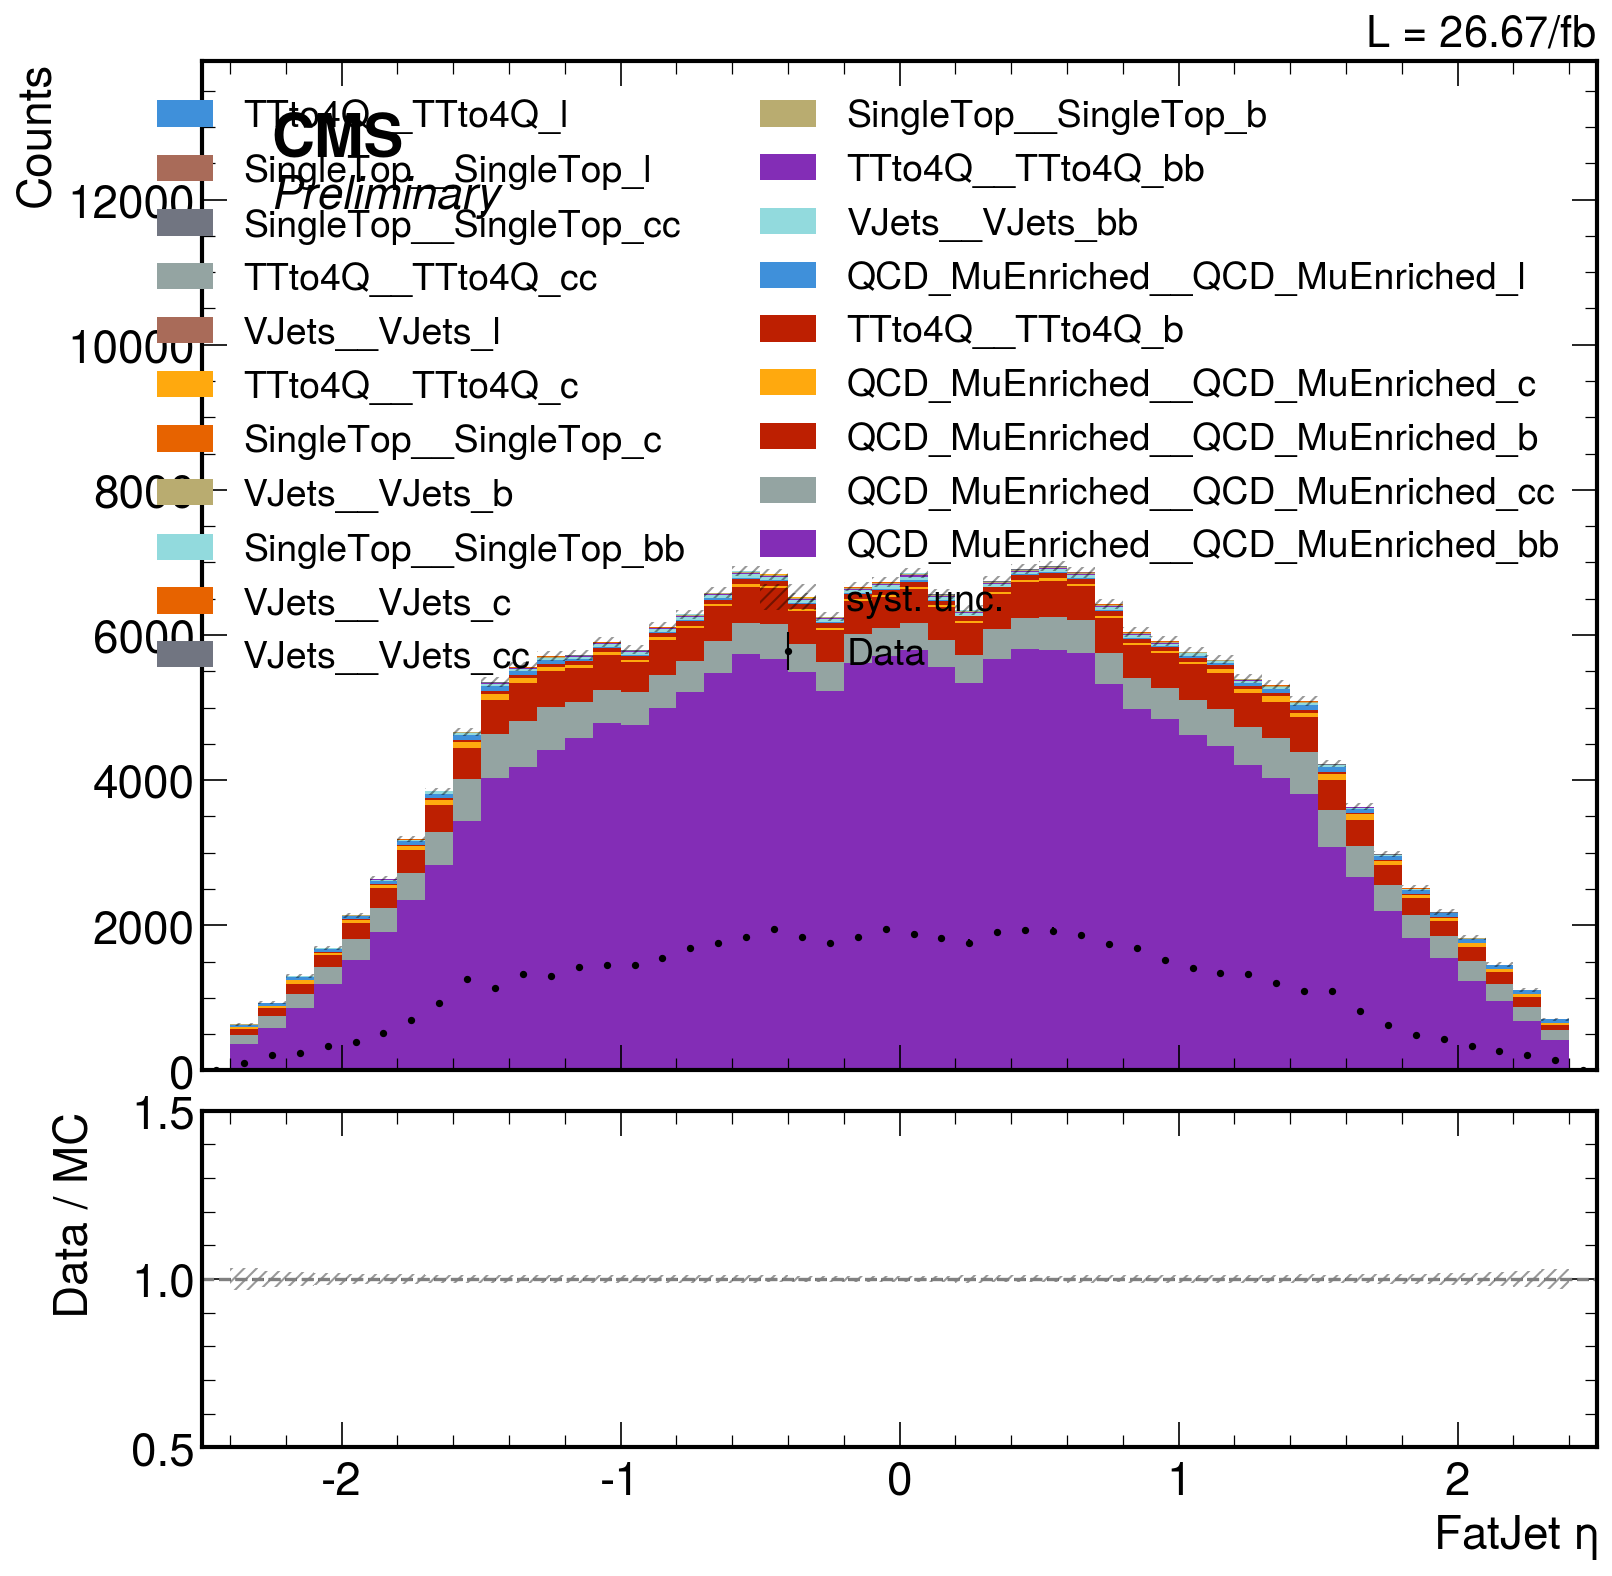 L = 26.67/fb
Counts
CMS
Preliminary
TTto4Q__TTto4Q_l
SingleTop__SingleTop_l
SingleTop__SingleTop_cc
TTto4Q__TTto4Q_cc
VJets__VJets_l
TTto4Q__TTto4Q_c
SingleTop__SingleTop_c
VJets__VJets_b
SingleTop__SingleTop_bb
VJets__VJets_c
VJets__VJets_cc
SingleTop__SingleTop_b
TTto4Q__TTto4Q_bb
VJets__VJets_bb
QCD_MuEnriched__QCD_MuEnriched_l
TTto4Q__TTto4Q_b
QCD_MuEnriched__QCD_MuEnriched_c
QCD_MuEnriched__QCD_MuEnriched_b
QCD_MuEnriched__QCD_MuEnriched_cc
QCD_MuEnriched__QCD_MuEnriched_bb
syst. unc.
Data
12000
10000
8000
6000
4000
2000
0
Data / MC
1.5
1.0
0.5
-2 -1 0 1 2
FatJet η